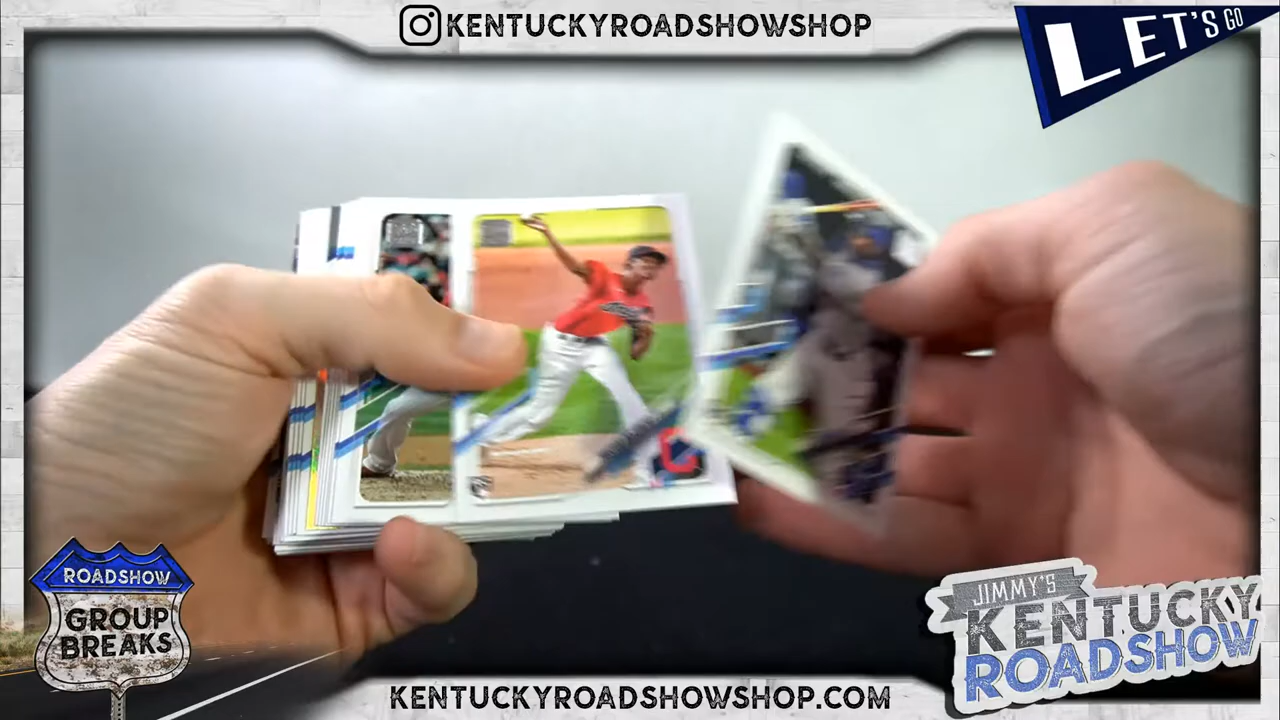 KENTUCKYROADSHOWSHOP
LET'S GO
ROADSHOW
GROUP
BREAKS
JIMMY'S
KENTUCKY
ROADSHOW
KENTUCKYROADSHOWSHOP.COM